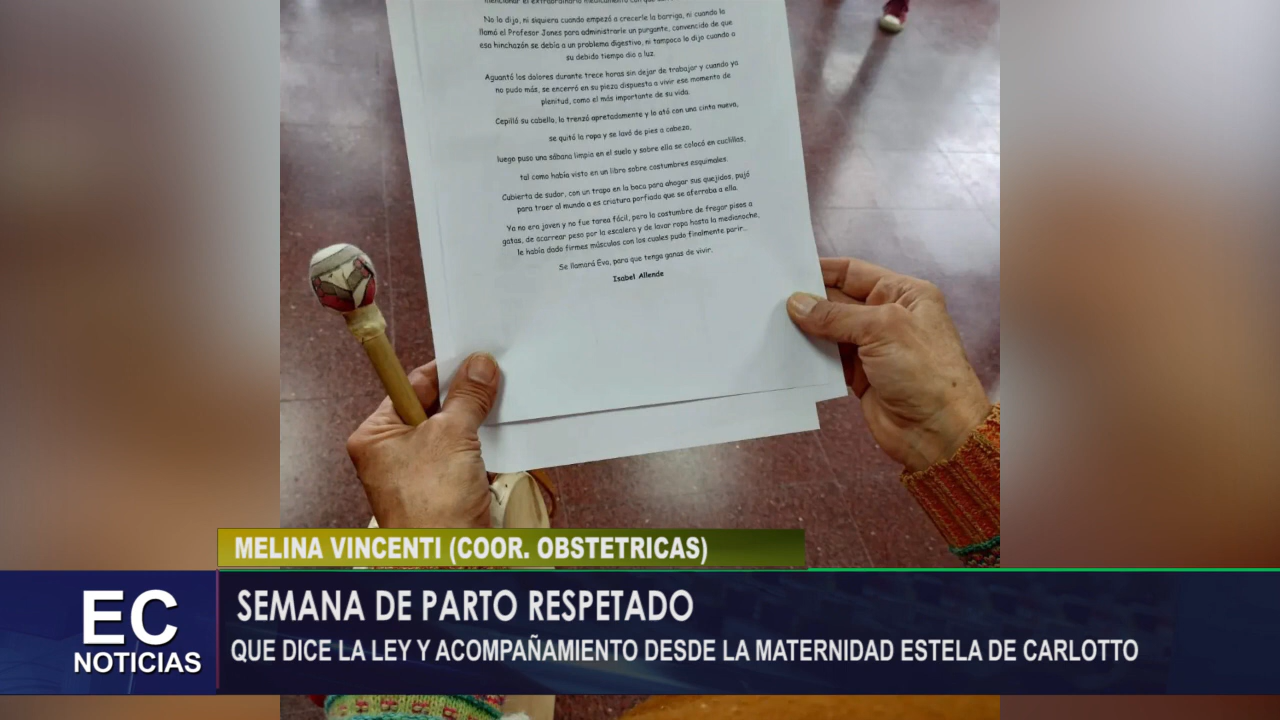 No lo dijo, ni siquiera cuando empezó a crecerle la barriga, ni cuando la
llamó el Profesor Jones para administrarle un purgante, convencido de que
esa hinchazón se debía a un problema digestivo, ni tampoco lo dijo cuando a
su debido tiempo dio a luz.
Aguantó los dolores durante trece horas sin dejar de trabajar y cuando ya
no pudo más, se encerró en su pieza dispuesta a vivir ese momento de
plenitud, como el más importante de su vida.
Cepilló su cabello, lo trenzó apretadamente y lo ató con una cinta nueva,
se quitó la ropa y se lavó de pies a cabeza,
luego puso una sábana limpia en el suelo y sobre ella se colocó en cuclillas,
tal como había visto en un libro sobre costumbres esquimales.
Cubierta de sudor, con un trapo en la boca para ahogar sus quejidos, pujó
para traer al mundo a es criatura porfiada que se aferraba a ella.
Ya no era joven y no fue tarea fácil, pero la costumbre de fregar pisos a
gatas, de acarrear peso por la escalera y de lavar ropa hasta la medianoche,
le había dado firmes músculos con los cuales pudo finalmente parir...
Se llamará Eva, para que tenga ganas de vivir.
Isabel Allende
MELINA VINCENTI (COOR. OBSTETRICAS)
EC
NOTICIAS
SEMANA DE PARTO RESPETADO
QUE DICE LA LEY Y ACOMPAÑAMIENTO DESDE LA MATERNIDAD ESTELA DE CARLOTTO